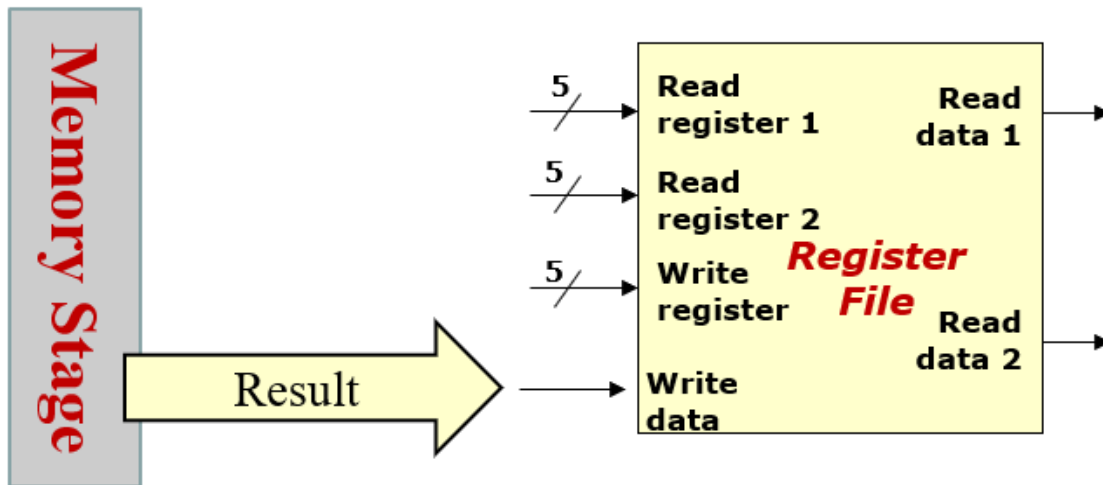 Memory Stage
Result
5
Read
register 1
5
Read
register 2
5
Write
register
Write
data
Register
File
Read
data 1
Read
data 2